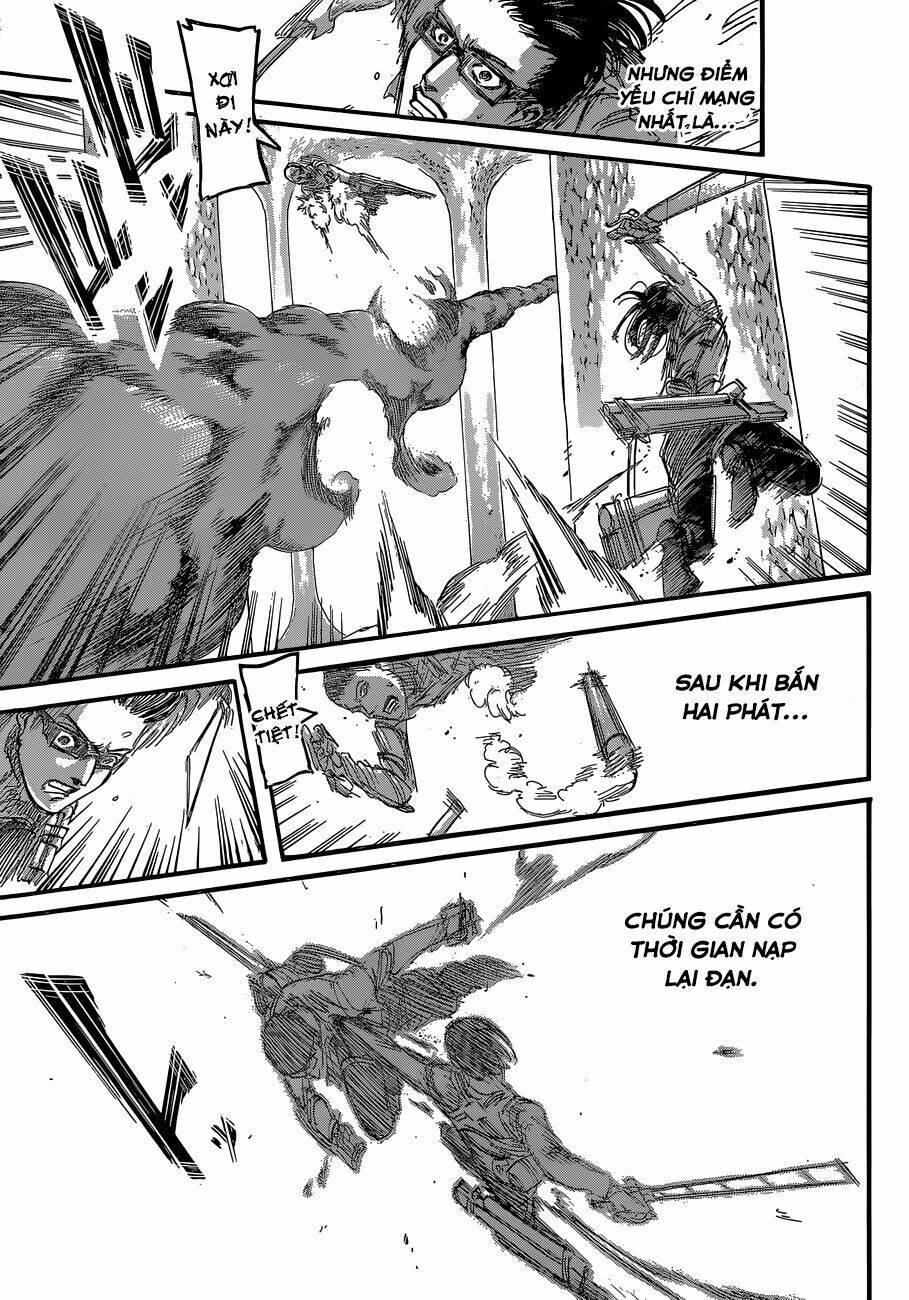 NHƯNG ĐIỂM
YẾU CHÍ MẠNG
NHẤT LÀ...
XƠI
ĐI
NÀY!
SAU KHI BẮN
HAI PHÁT...
CHẾT
TIỆT!
CHÚNG CẦN CÓ
THỜI GIAN NẠP
LẠI ĐẠN.